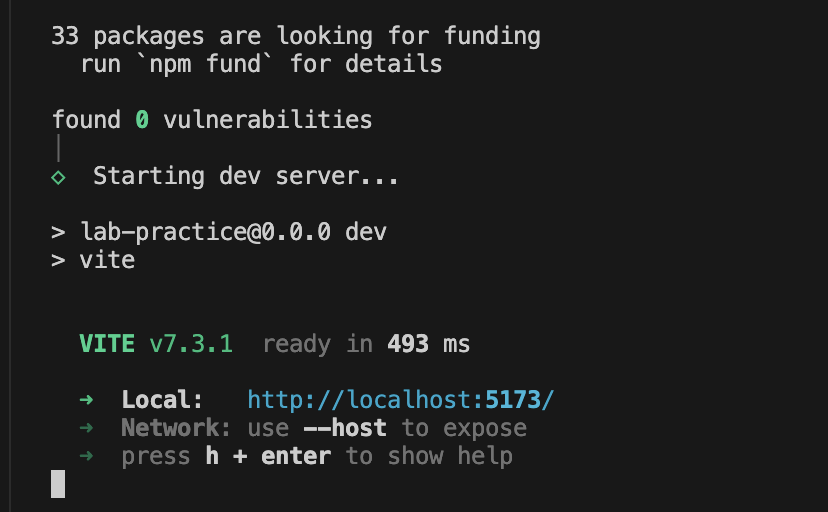 33 packages are looking for funding
run `npm fund` for details
found 0 vulnerabilities
◇ Starting dev server...
> lab-practice@0.0.0 dev
> vite
VITE v7.3.1 ready in 493 ms
➜ Local: http://localhost:5173/
➜ Network: use --host to expose
➜ press h + enter to show help